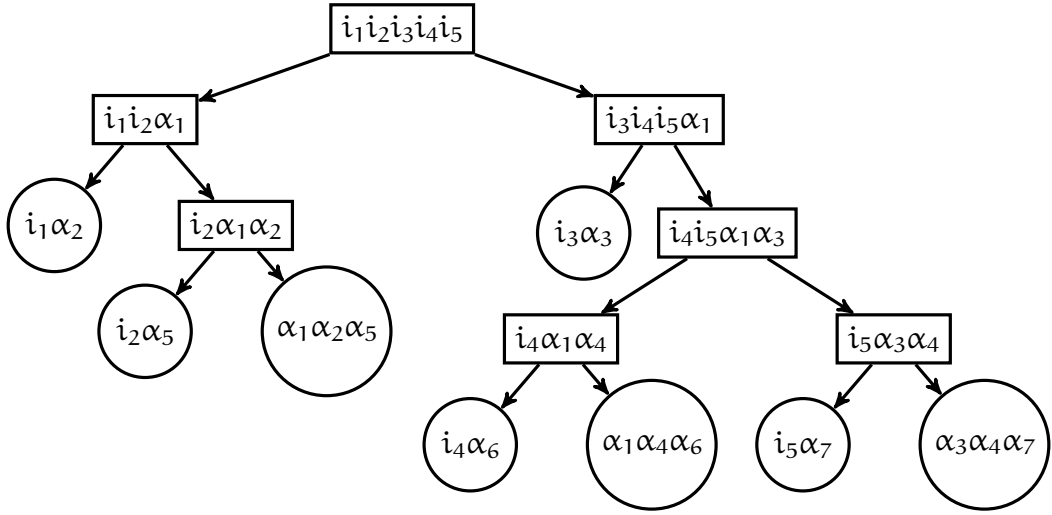 i₁i₂i₃i₄i₅
i₁i₂α₁
i₃i₄i₅α₁
i₁α₂
i₂α₁α₂
i₃α₃
i₄i₅α₁α₃
i₂α₅
α₁α₂α₅
i₄α₁α₄
i₅α₃α₄
i₄α₆
α₁α₄α₆
i₅α₇
α₃α₄α₇